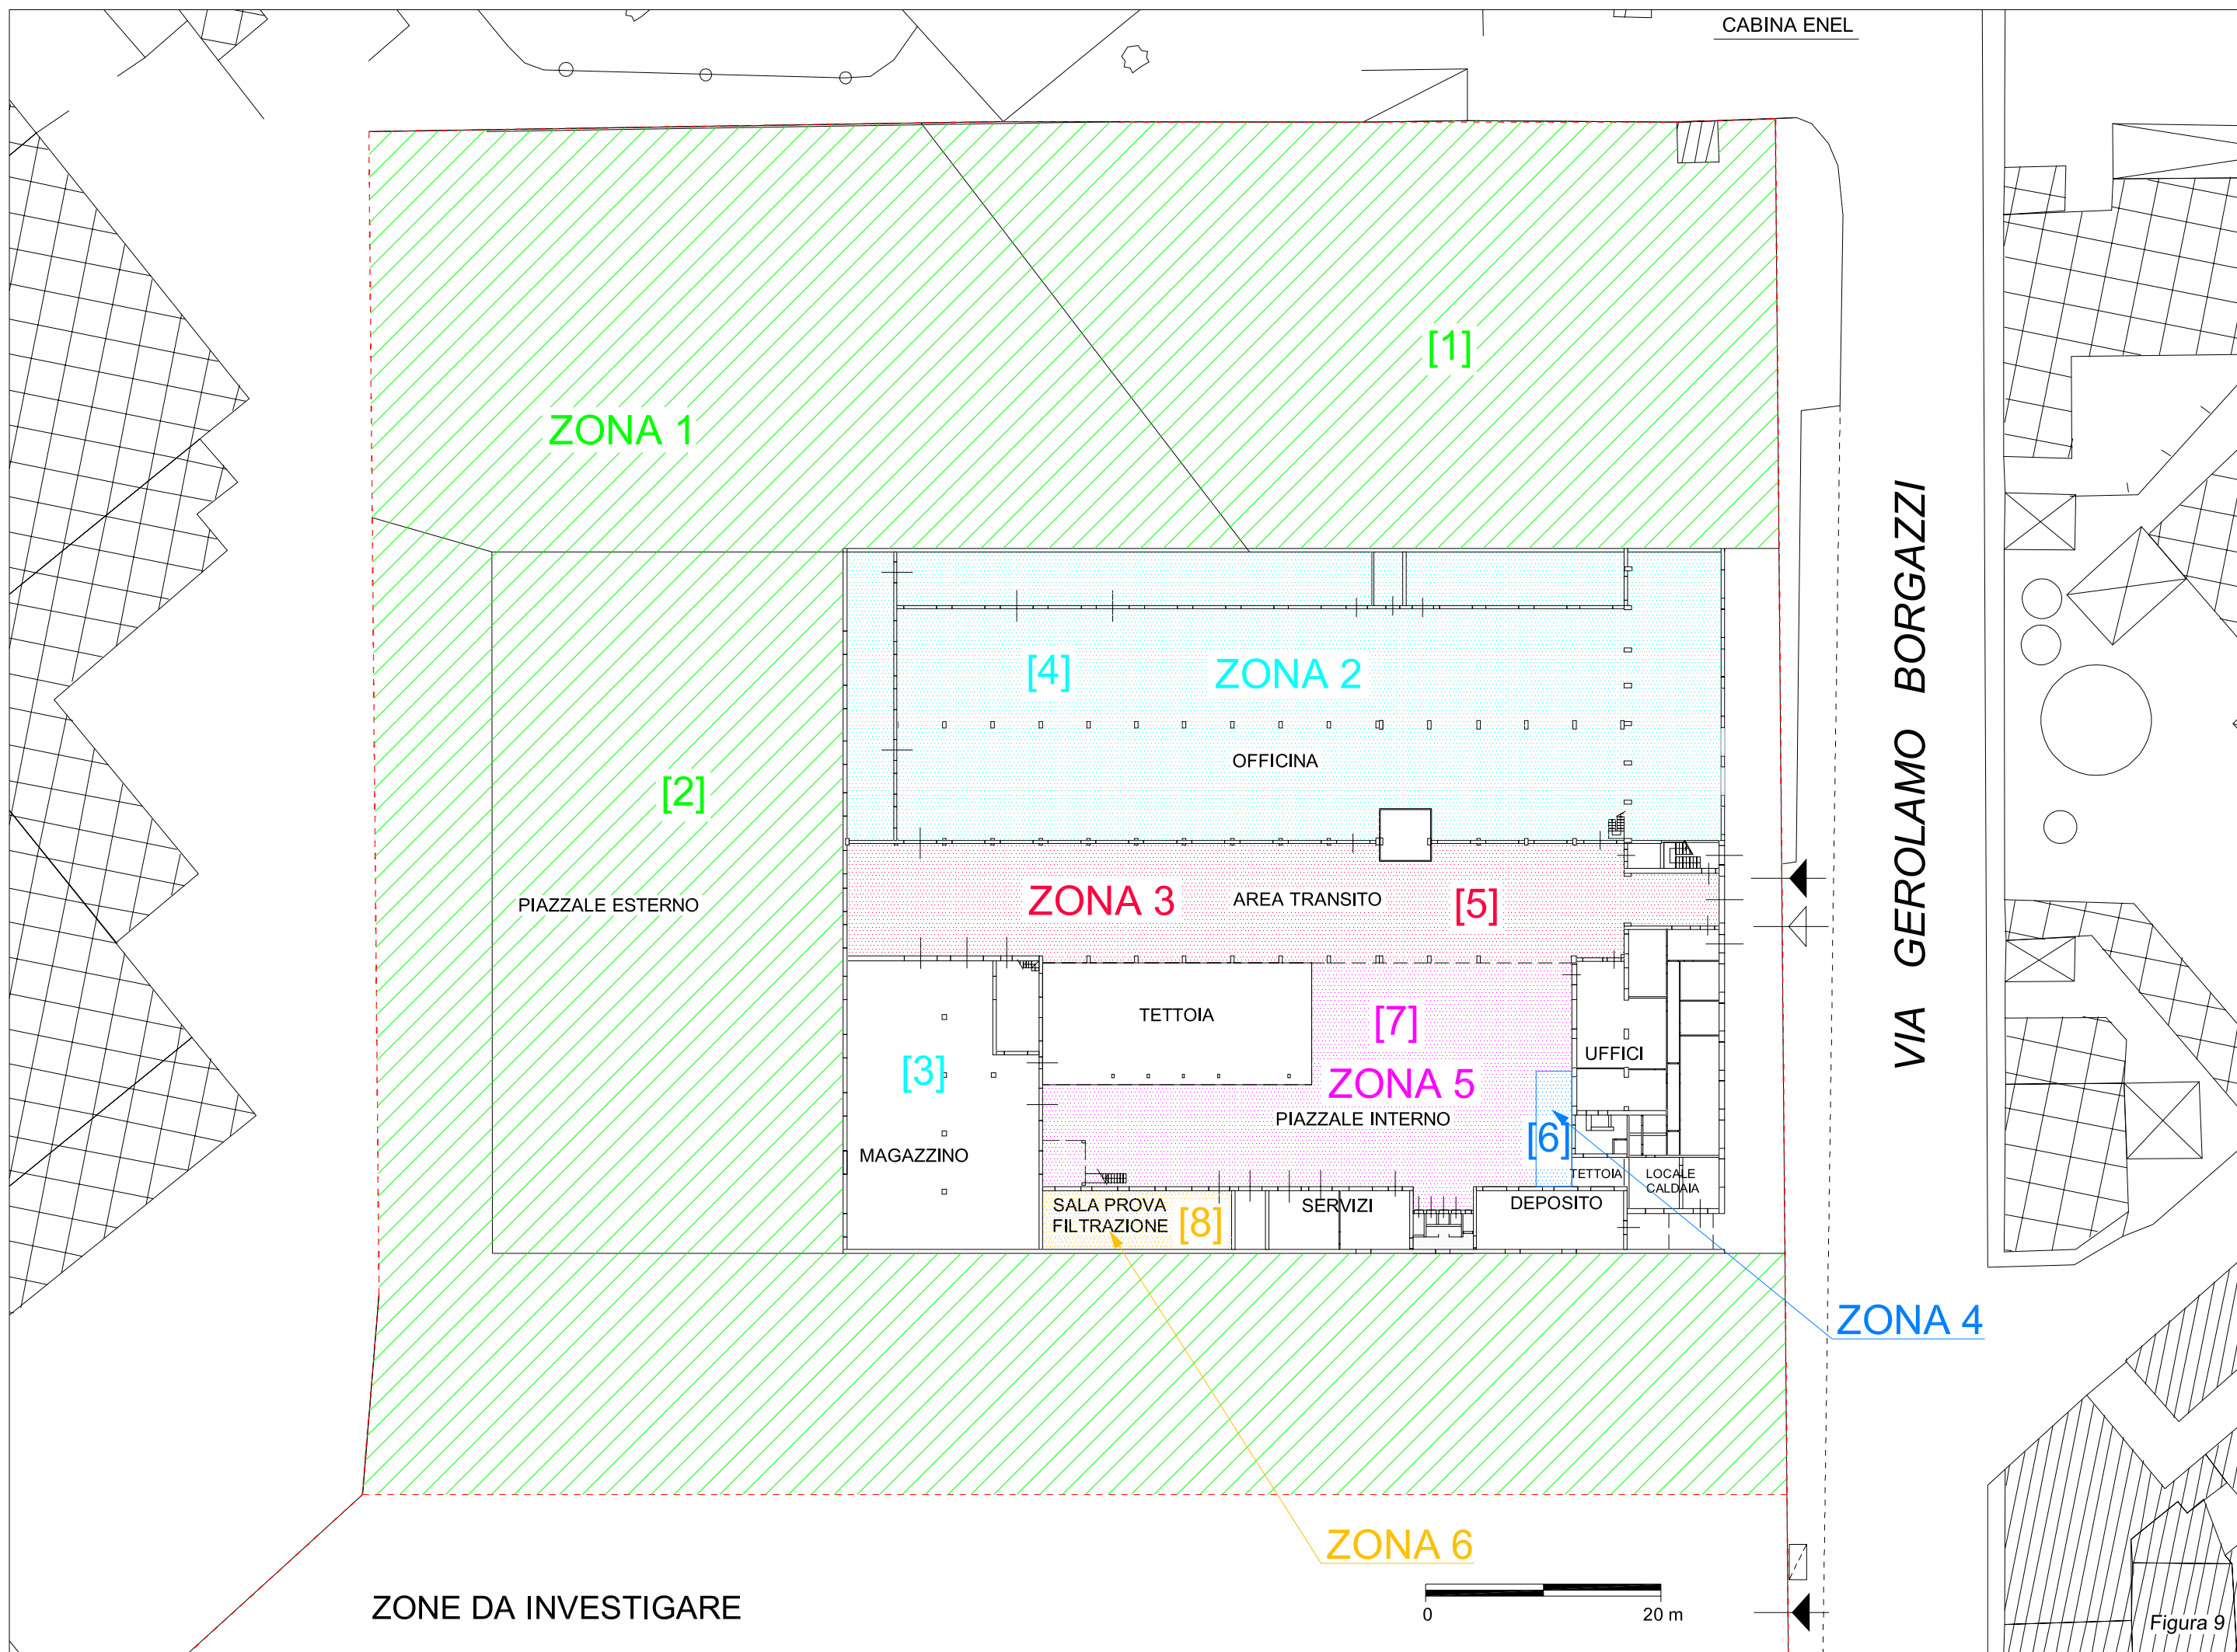 CABINA ENEL
[1]
ZONA 1
VIA GEROLAMO BORGAZZI
[4]
ZONA 2
OFFICINA
[2]
PIAZZALE ESTERNO
ZONA 3
AREA TRANSITO
[5]
TETTOIA
[7]
UFFICI
[3]
ZONA 5
PIAZZALE INTERNO
[6]
MAGAZZINO
TETTOIA
LOCALE
CALDAIA
SALA PROVA
FILTRAZIONE
[8]
SERVIZI
DEPOSITO
ZONA 4
ZONA 6
ZONE DA INVESTIGARE
0
20 m
Figura 9